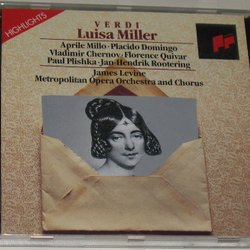 HIGHLIGHTS
VERDI
Luisa Miller
Aprile Millo · Placido Domingo
Vladimir Chernov · Florence Quivar
Paul Plishka · Jan-Hendrik Rootering
James Levine
Metropolitan Opera Orchestra and Chorus
SONY